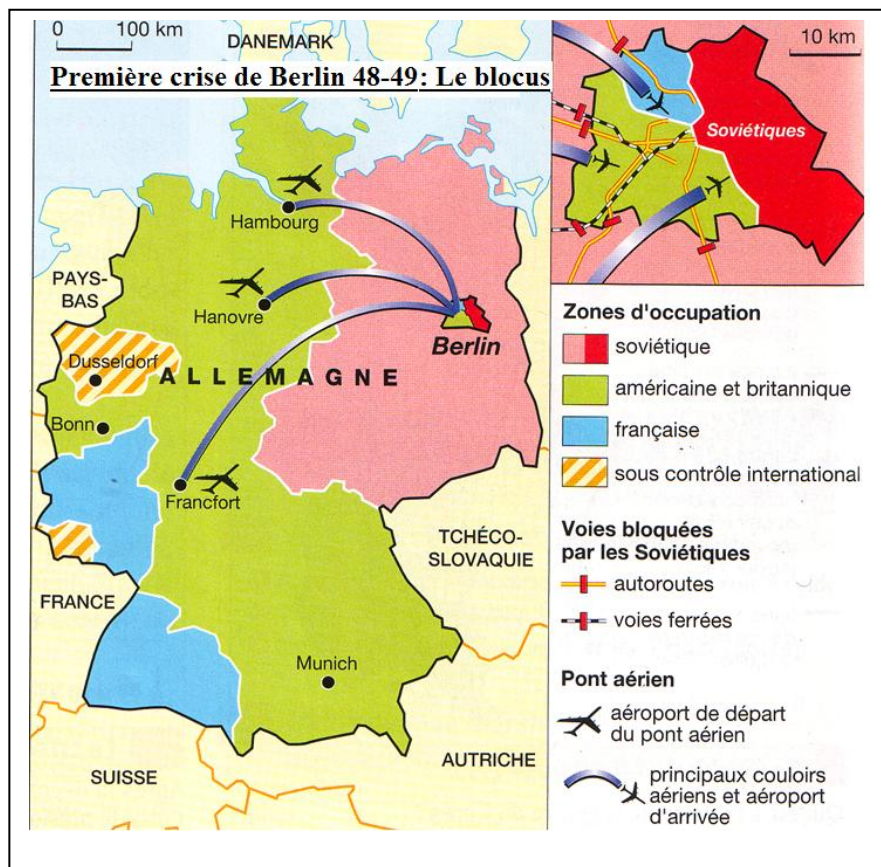 0 100 km
DANEMARK
Première crise de Berlin 48-49: Le blocus
Hambourg
PAYS-
BAS
Hanovre
Berlin
Dusseldorf
ALLEMAGNE
Bonn
Francfort
TCHÉCO-
SLOVAQUIE
FRANCE
Munich
SUISSE
AUTRICHE
10 km
Soviétiques
Zones d'occupation
soviétique
américaine et britannique
française
sous contrôle international
Voies bloquées
par les Soviétiques
autoroutes
voies ferrées
Pont aérien
aéroport de départ
du pont aérien
principaux couloirs
aériens et aéroport
d'arrivée